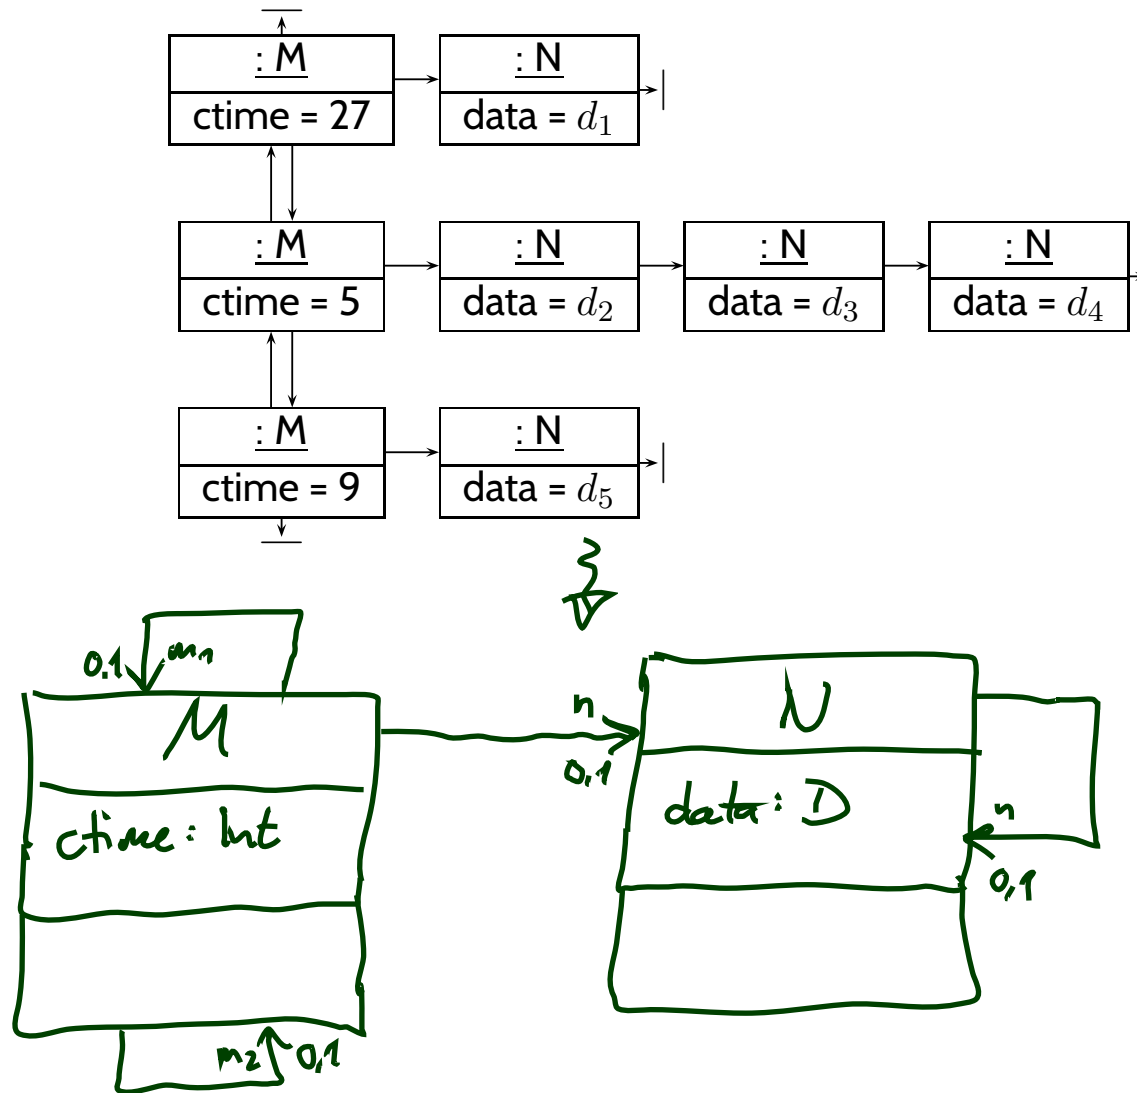 : M : N
ctime = 27 data = d₁
: M : N : N : N
ctime = 5 data = d₂ data = d₃ data = d₄
: M : N
ctime = 9 data = d₅
0,1 m₁
M n N
0,1
ctime : Int data : D n
0,1
m₂ 0,1